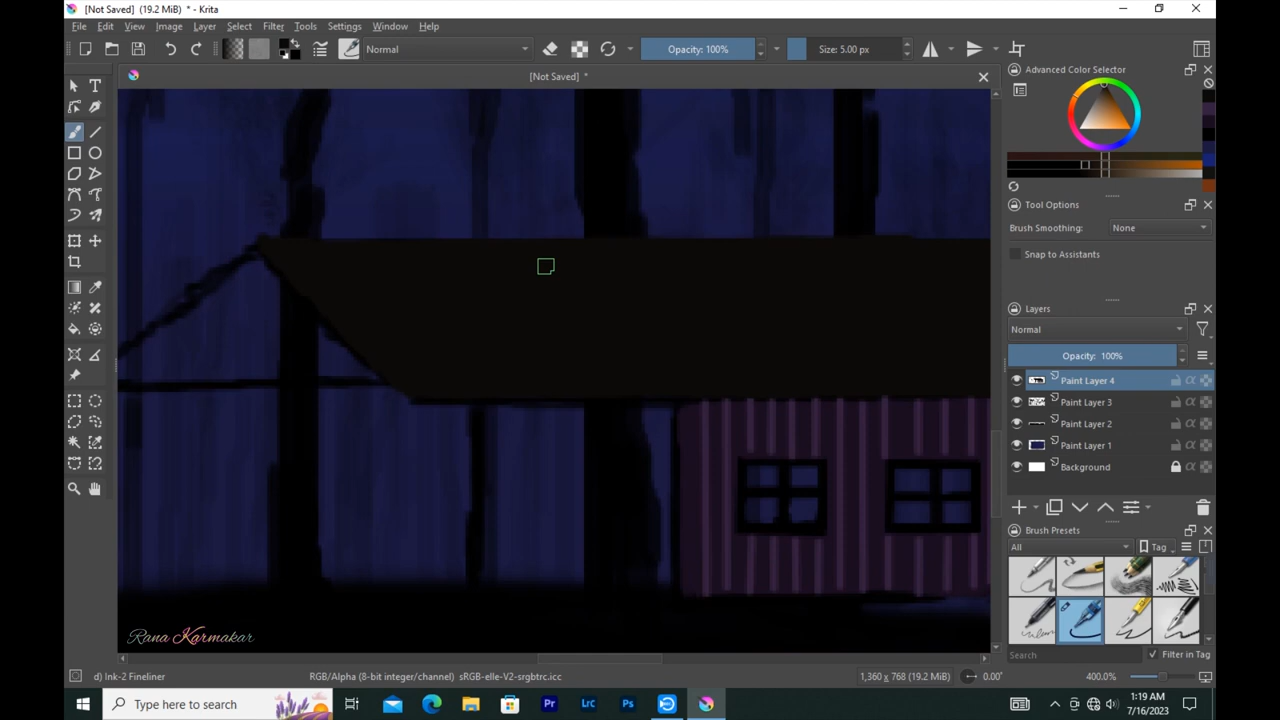 [Not Saved] (19.2 MiB) * - Krita
File Edit View Image Layer Select Filter Tools Settings Window Help
Normal
Opacity: 100%
Size: 5.00 px
[Not Saved] *
Advanced Color Selector
Tool Options
Brush Smoothing: None
Snap to Assistants
Layers
Normal
Opacity: 100%
Paint Layer 4
Paint Layer 3
Paint Layer 2
Paint Layer 1
Background
Brush Presets
All
Tag
Search
Filter in Tag
Rana Karmakar
d) Ink-2 Fineliner
RGB/Alpha (8-bit integer/channel) sRGB-elle-V2-srgbtrc.icc
1,360 x 768 (19.2 MiB)
0.00°
400.0%
Type here to search
Pr
Lrc
Ps
1:19 AM
7/16/2023